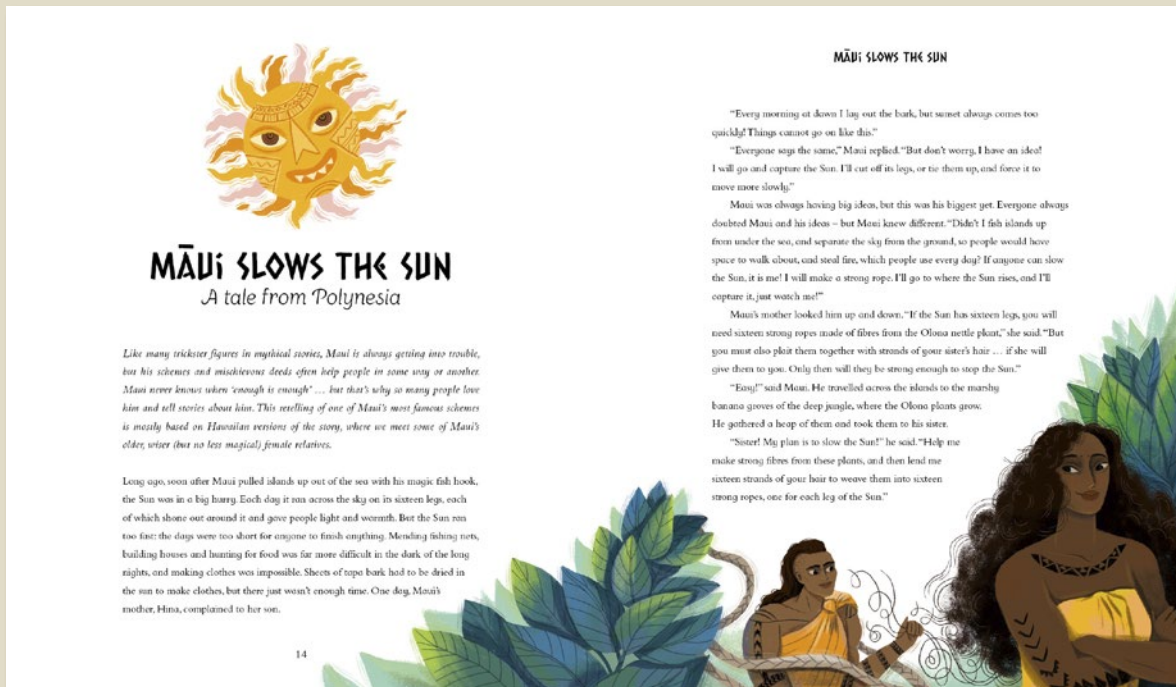 MĀUi SLOWS THE SUN
A tale from Polynesia
Like many trickster figures in mythical stories, Maui is always getting into trouble,
but his schemes and mischievous deeds often help people in some way or another.
Maui never knows when ‘enough is enough’ … but that’s why so many people love
him and tell stories about him. This retelling of one of Maui’s most famous schemes
is mostly based on Hawaiian versions of the story, where we meet some of Maui’s
older, wiser (but no less magical) female relatives.
Long ago, soon after Maui pulled islands up out of the sea with his magic fish hook,
the Sun was in a big hurry. Each day it ran across the sky on its sixteen legs, each
of which shone out around it and gave people light and warmth. But the Sun ran
too fast: the days were too short for anyone to finish anything. Mending fishing nets,
building houses and hunting for food was far more difficult in the dark of the long
nights, and making clothes was impossible. Sheets of tapa bark had to be dried in
the sun to make clothes, but there just wasn’t enough time. One day, Maui’s
mother, Hina, complained to her son.
14
MĀUi SLOWS THE SUN
“Every morning at dawn I lay out the bark, but sunset always comes too
quickly! Things cannot go on like this.”
“Everyone says the same,” Maui replied. “But don’t worry, I have an idea!
I will go and capture the Sun. I’ll cut off its legs, or tie them up, and force it to
move more slowly.”
Maui was always having big ideas, but this was his biggest yet. Everyone always
doubted Maui and his ideas – but Maui knew different. “Didn’t I fish islands up
from under the sea, and separate the sky from the ground, so people would have
space to walk about, and steal fire, which people use every day? If anyone can slow
the Sun, it is me! I will make a strong rope. I’ll go to where the Sun rises, and I’ll
capture it, just watch me!”
Maui’s mother looked him up and down. “If the Sun has sixteen legs, you will
need sixteen strong ropes made of fibres from the Olona nettle plant,” she said. “But
you must also plait them together with strands of your sister’s hair … if she will
give them to you. Only then will they be strong enough to stop the Sun.”
“Easy!” said Maui. He travelled across the islands to the marshy
banana groves of the deep jungle, where the Olona plants grow.
He gathered a heap of them and took them to his sister.
“Sister! My plan is to slow the Sun!” he said. “Help me
make strong fibres from these plants, and then lend me
sixteen strands of your hair to weave them into sixteen
strong ropes, one for each leg of the Sun.”